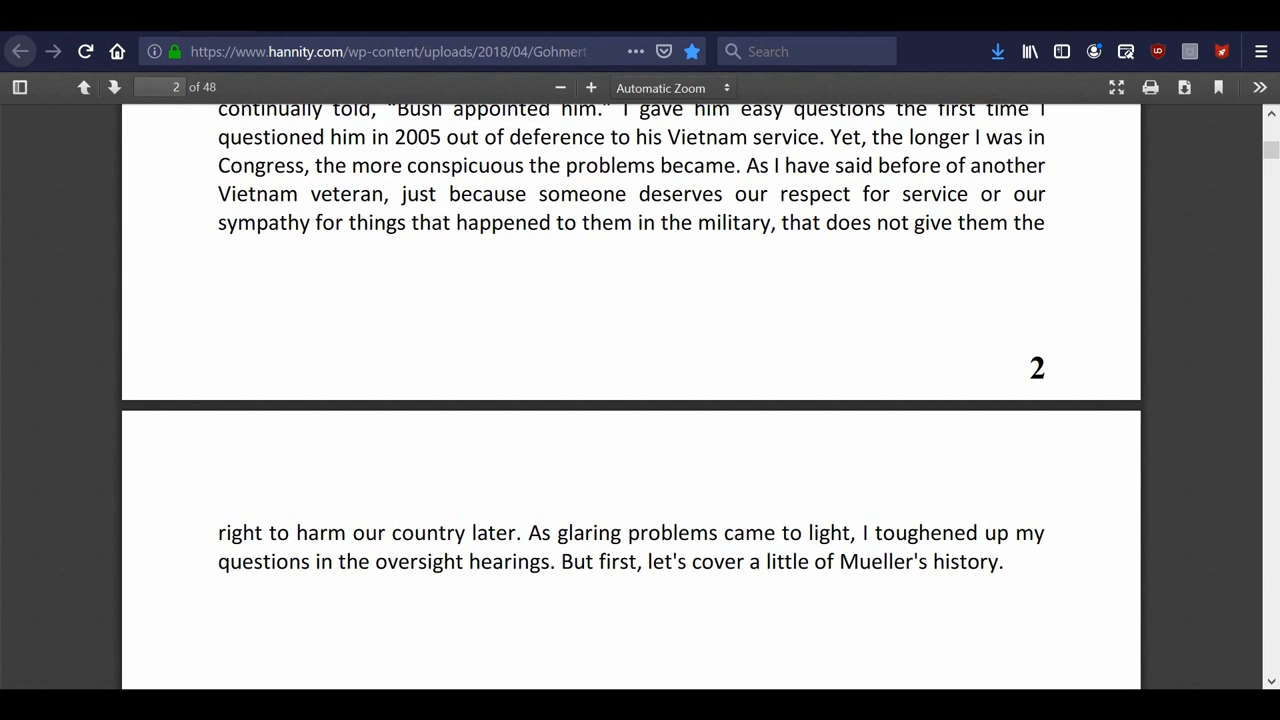 https://www.hannity.com/wp-content/uploads/2018/04/Gohmert
Search
2 of 48
Automatic Zoom
continually told, "Bush appointed him." I gave him easy questions the first time I
questioned him in 2005 out of deference to his Vietnam service. Yet, the longer I was in
Congress, the more conspicuous the problems became. As I have said before of another
Vietnam veteran, just because someone deserves our respect for service or our
sympathy for things that happened to them in the military, that does not give them the
2
right to harm our country later. As glaring problems came to light, I toughened up my
questions in the oversight hearings. But first, let's cover a little of Mueller's history.